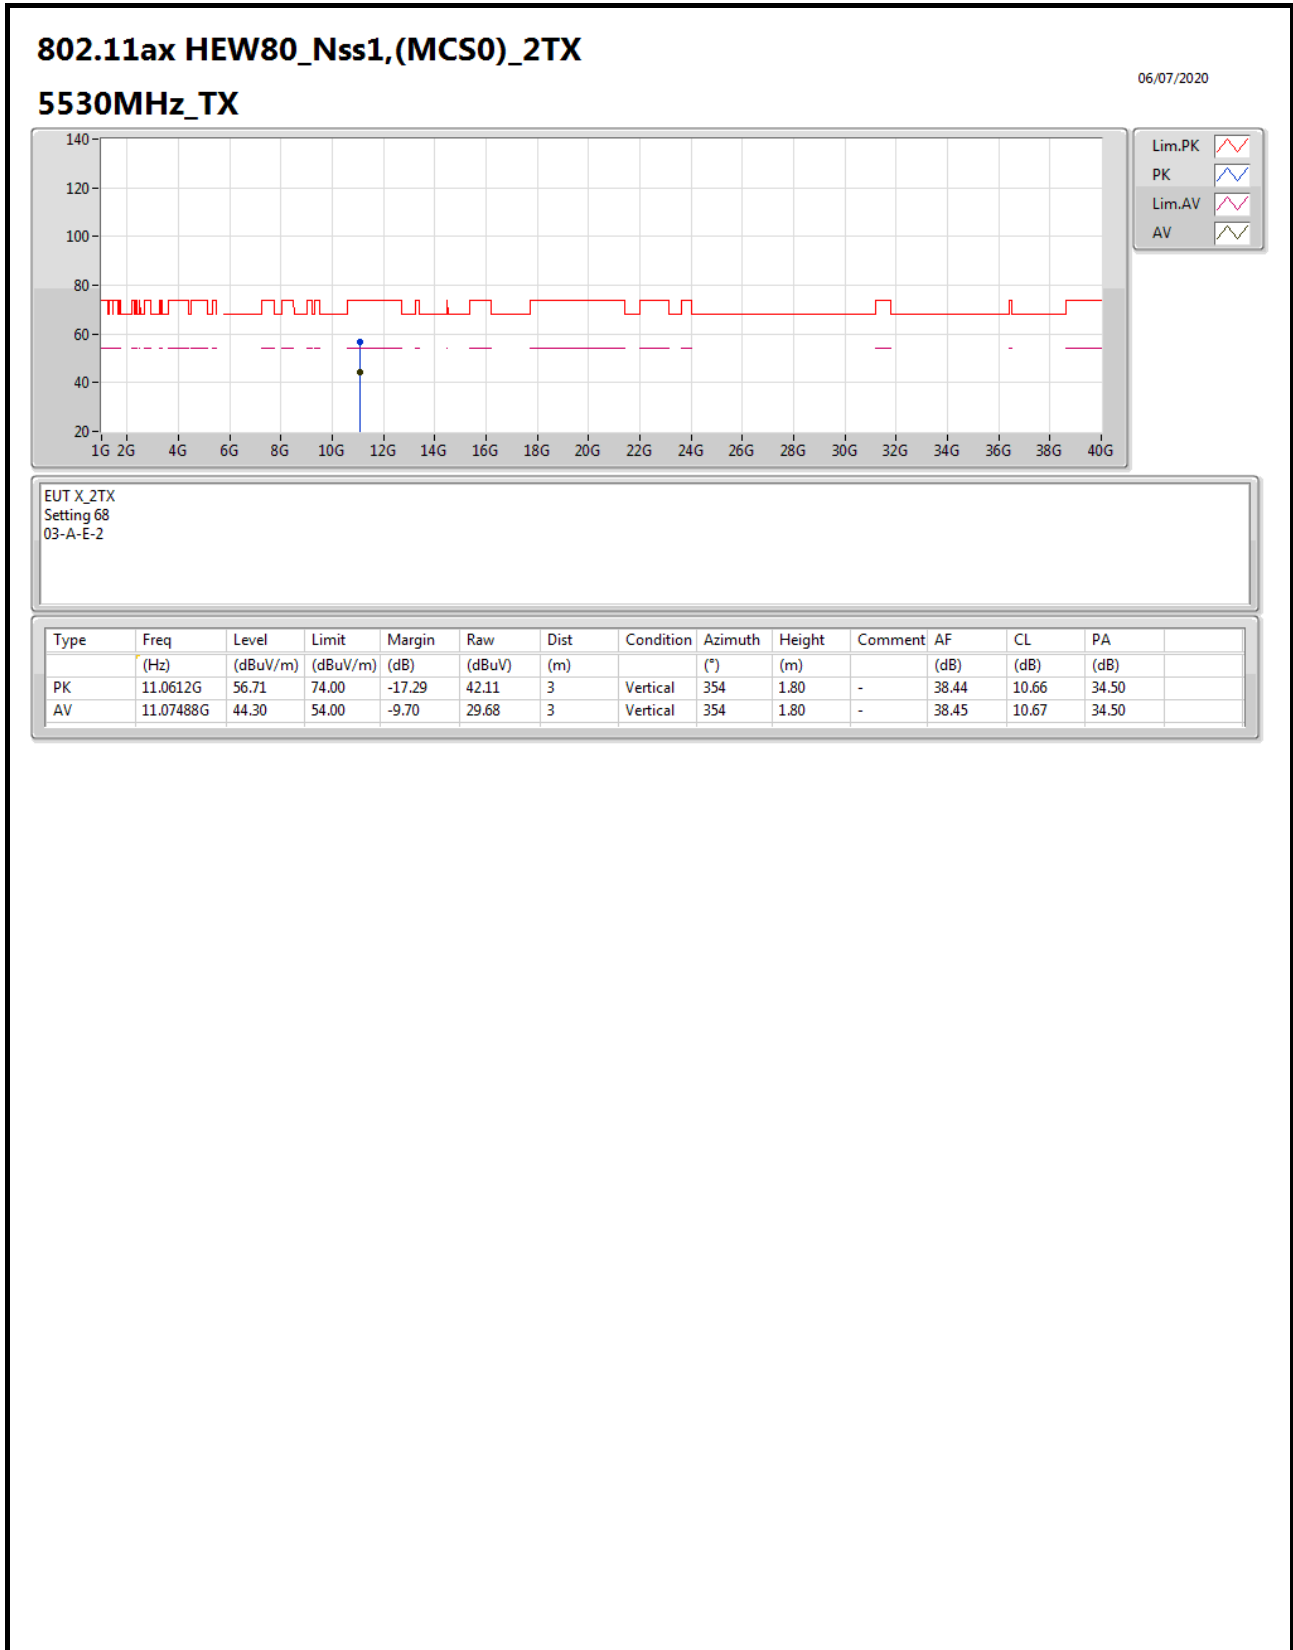 802.11ax HEW80_Nss1,(MCS0)_2TX
06/07/2020
5530MHz_TX
140
120
100
80
60
40
20
1G 2G 4G 6G 8G 10G 12G 14G 16G 18G 20G 22G 24G 26G 28G 30G 32G 34G 36G 38G 40G
Lim.PK
PK
Lim.AV
AV
EUT X_2TX
Setting 68
03-A-E-2
Type Freq Level Limit Margin Raw Dist Condition Azimuth Height Comment AF CL PA
(Hz) (dBuV/m) (dBuV/m) (dB) (dBuV) (m) (°) (m) (dB) (dB) (dB)
PK 11.0612G 56.71 74.00 -17.29 42.11 3 Vertical 354 1.80 - 38.44 10.66 34.50
AV 11.07488G 44.30 54.00 -9.70 29.68 3 Vertical 354 1.80 - 38.45 10.67 34.50